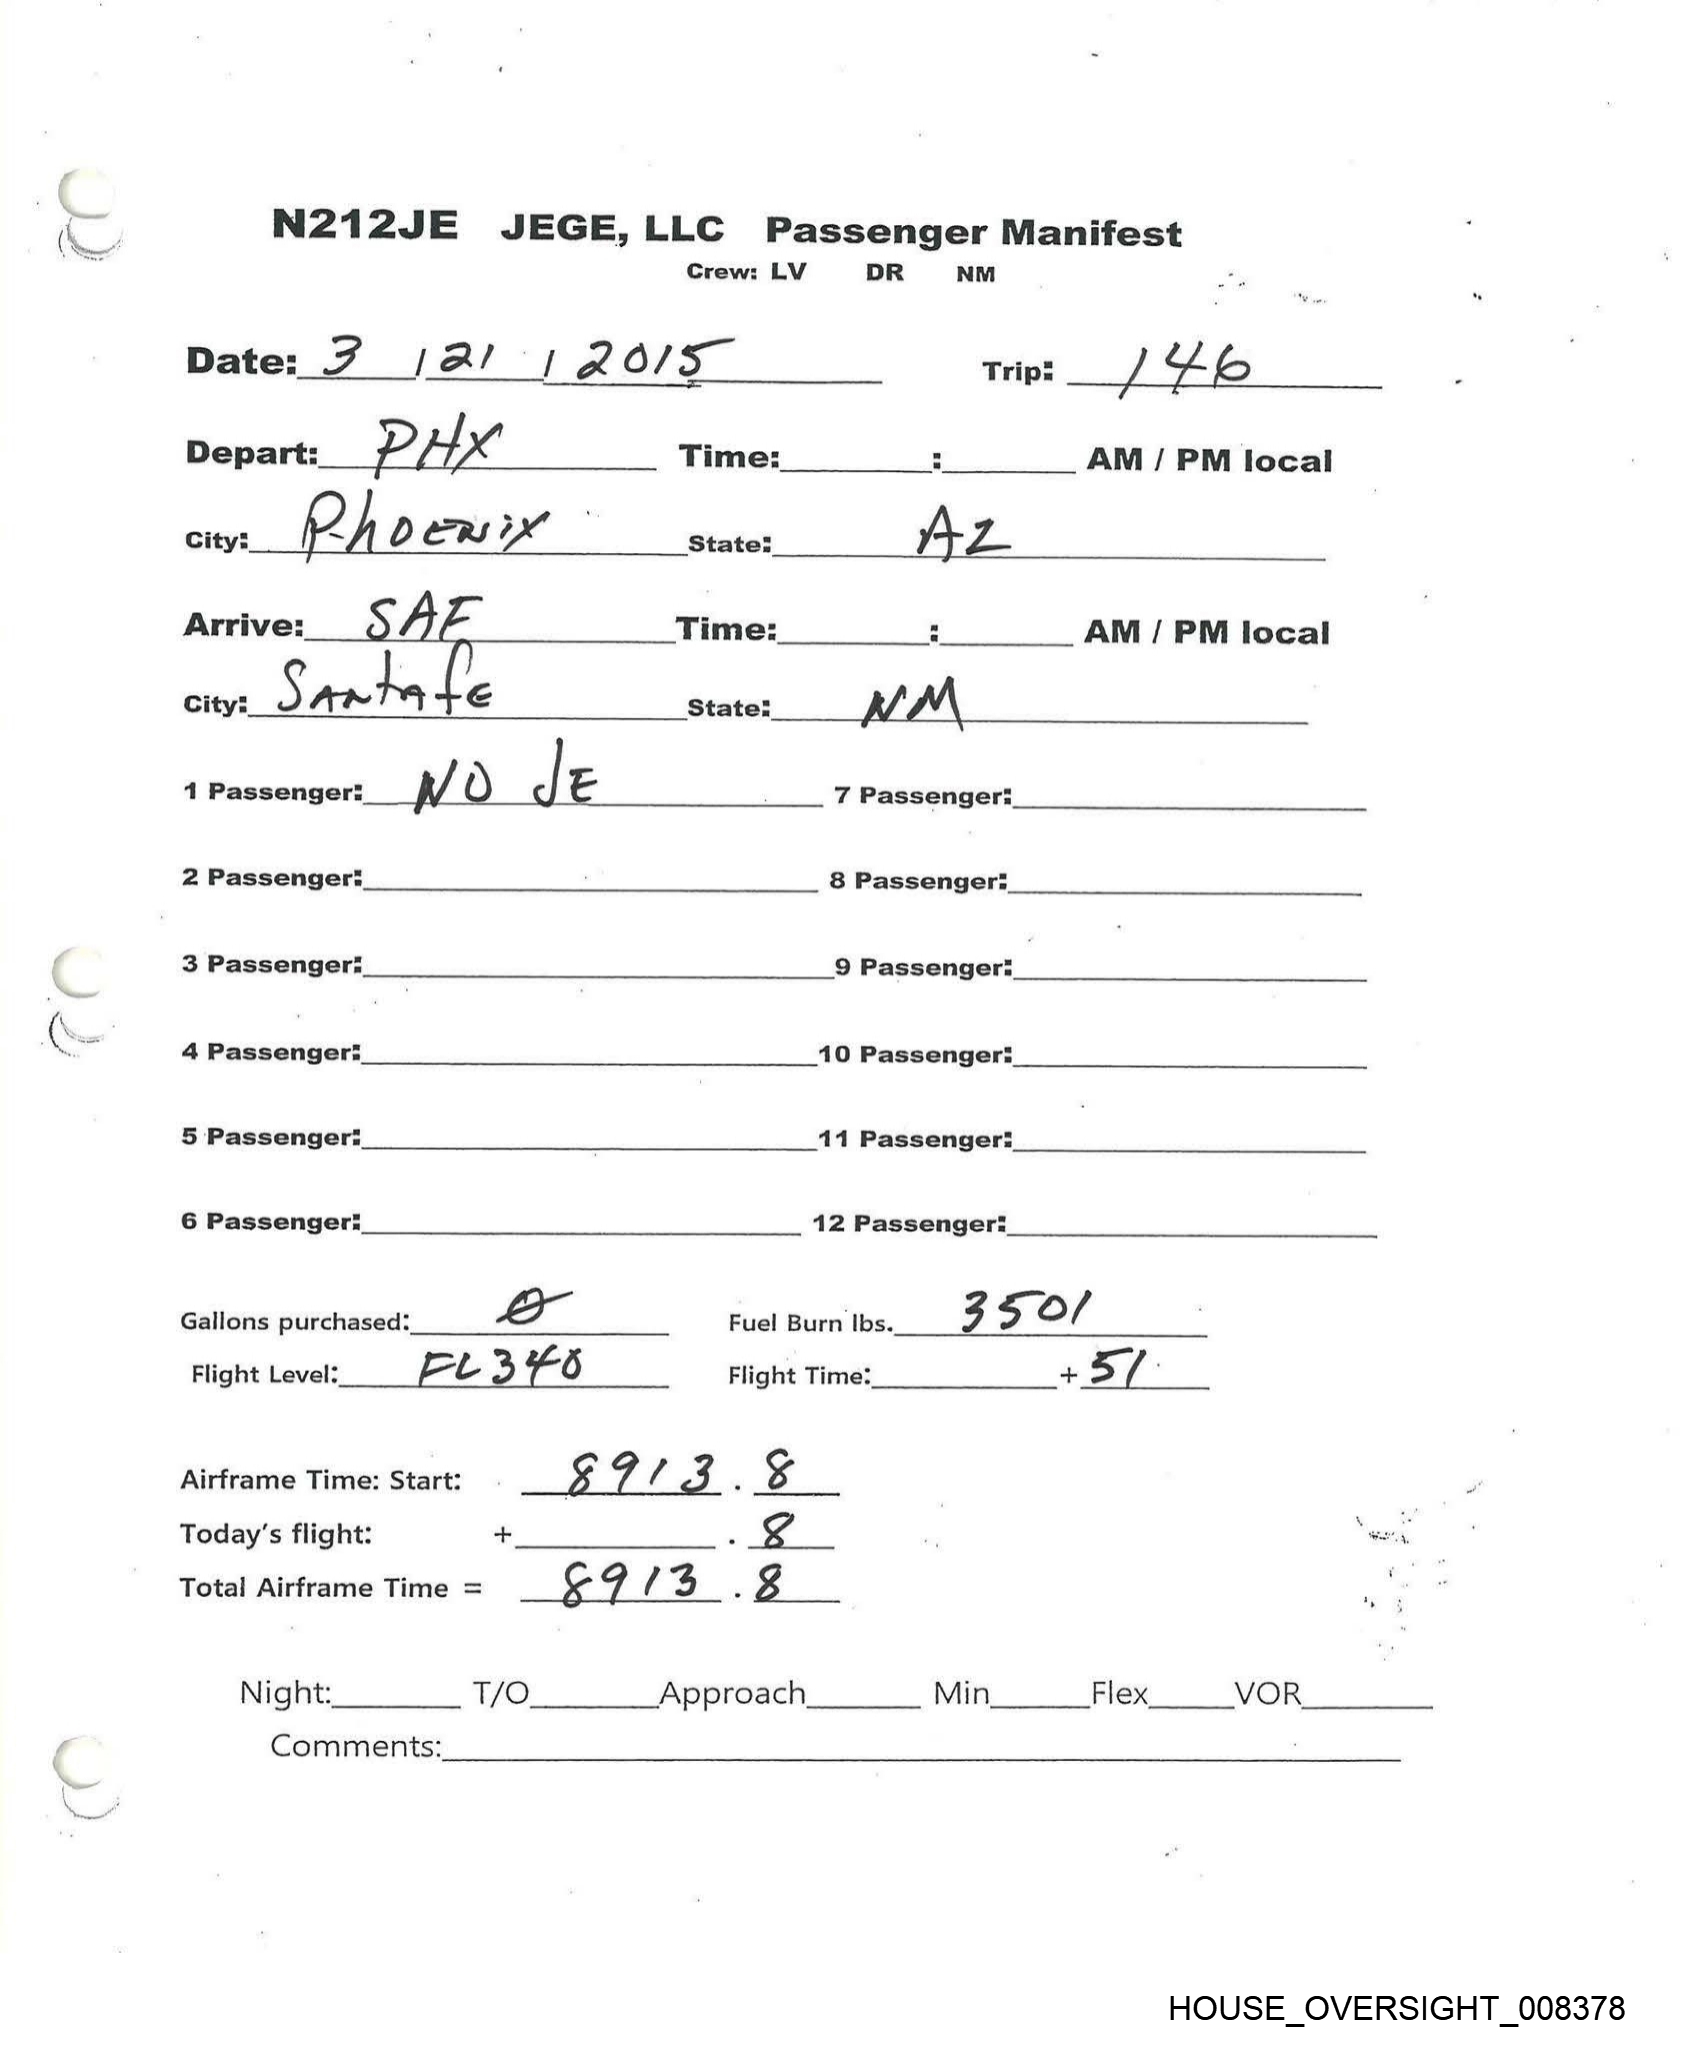 N212JE JEGE, LLC Passenger Manifest
Crew: LV DR NM
Date: 3 / 21 / 2015 Trip: 146
Depart: PHX Time: : AM / PM local
City: Phoenix State: AZ
Arrive: SAF Time: : AM / PM local
City: Santa fe State: NM
1 Passenger: NO JE 7 Passenger:
2 Passenger: 8 Passenger:
3 Passenger: 9 Passenger:
4 Passenger: 10 Passenger:
5 Passenger: 11 Passenger:
6 Passenger: 12 Passenger:
Gallons purchased: 0 Fuel Burn lbs. 3501
Flight Level: FL340 Flight Time: + 51
Airframe Time: Start: 8913 . 8
Today's flight: + . 8
Total Airframe Time = 8913 . 8
Night: T/O Approach Min Flex VOR
Comments:
HOUSE_OVERSIGHT_008378